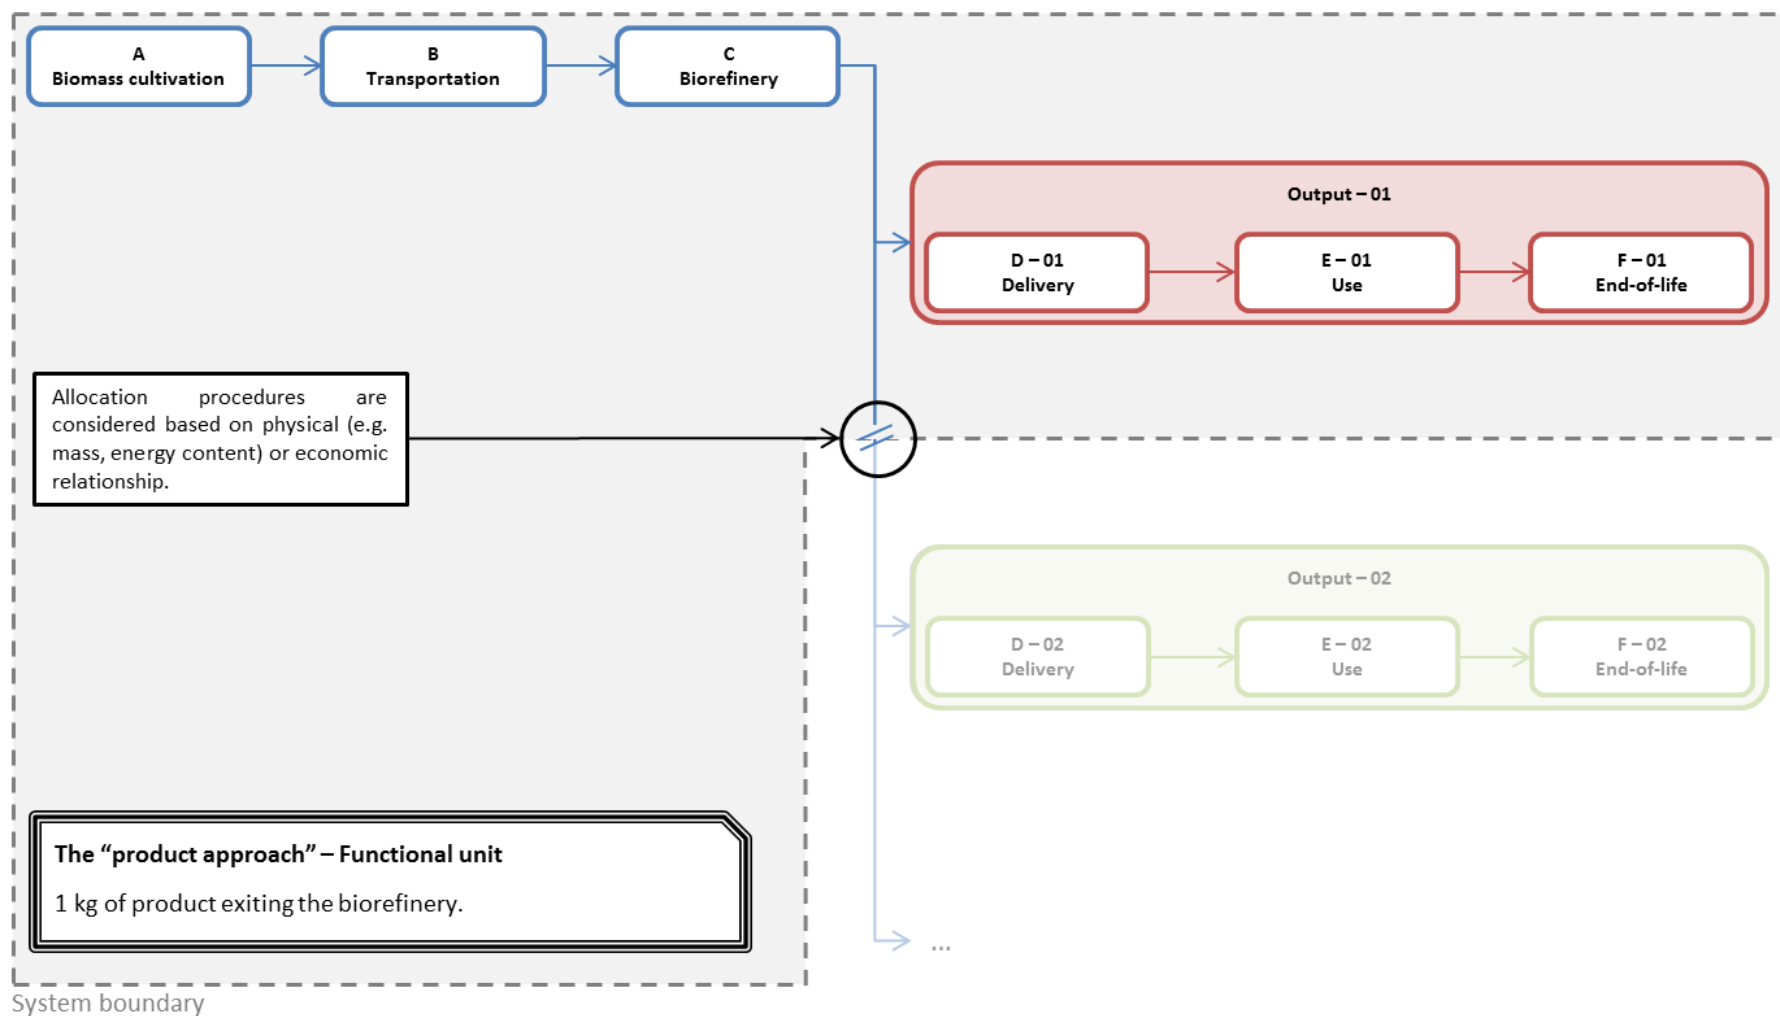 A
Biomass cultivation
B
Transportation
C
Biorefinery
Output – 01
D – 01
Delivery
E – 01
Use
F – 01
End-of-life
Allocation procedures are
considered based on physical (e.g.
mass, energy content) or economic
relationship.
Output – 02
D – 02
Delivery
E – 02
Use
F – 02
End-of-life
The “product approach” – Functional unit
1 kg of product exiting the biorefinery.
...
System boundary